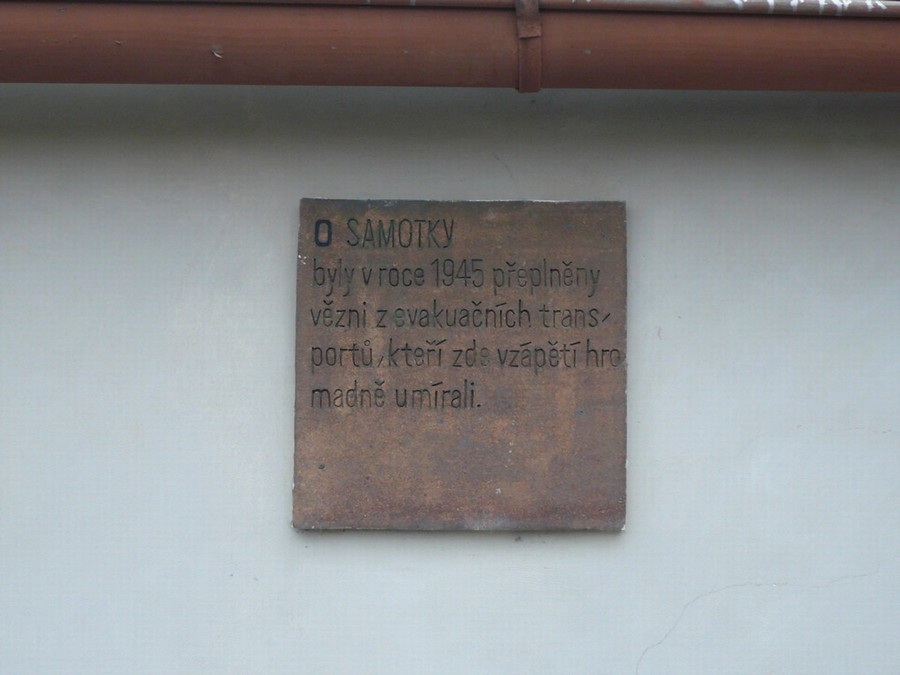 O SAMOTKY
byly v roce 1945 přeplněny
vězni z evakuačních trans-
portů, kteří zde vzápětí hro
madně umírali.